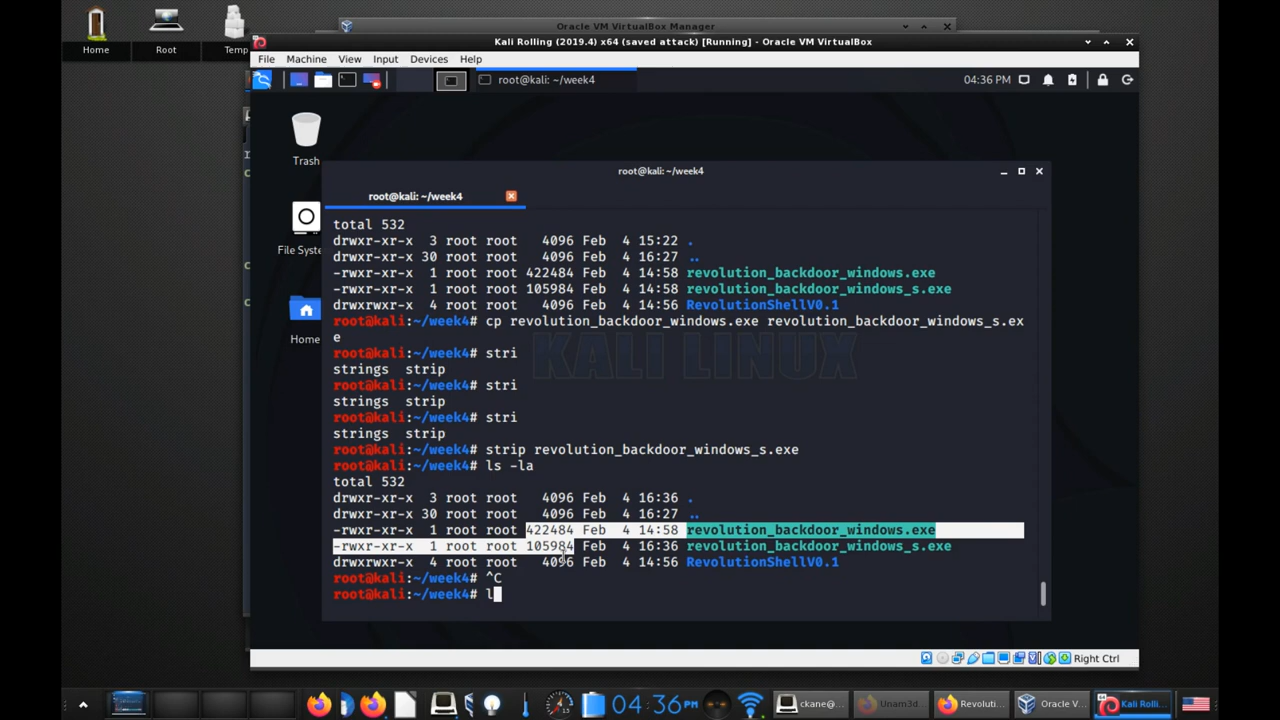 Oracle VM VirtualBox Manager
Home
Root
Temp
Kali Rolling (2019.4) x64 (saved attack) [Running] - Oracle VM VirtualBox
File Machine View Input Devices Help
root@kali: ~/week4
04:36 PM
Trash
File Syste
Home
root@kali: ~/week4
root@kali: ~/week4
total 532
drwxr-xr-x 3 root root 4096 Feb 4 15:22 .
drwxr-xr-x 30 root root 4096 Feb 4 16:27 ..
-rwxr-xr-x 1 root root 422484 Feb 4 14:58 revolution_backdoor_windows.exe
-rwxr-xr-x 1 root root 105984 Feb 4 14:58 revolution_backdoor_windows_s.exe
drwxrwxr-x 4 root root 4096 Feb 4 14:56 RevolutionShellV0.1
root@kali:~/week4# cp revolution_backdoor_windows.exe revolution_backdoor_windows_s.ex
e
root@kali:~/week4# stri
strings strip
root@kali:~/week4# stri
strings strip
root@kali:~/week4# stri
strings strip
root@kali:~/week4# strip revolution_backdoor_windows_s.exe
root@kali:~/week4# ls -la
total 532
drwxr-xr-x 3 root root 4096 Feb 4 16:36 .
drwxr-xr-x 30 root root 4096 Feb 4 16:27 ..
-rwxr-xr-x 1 root root 422484 Feb 4 14:58 revolution_backdoor_windows.exe
-rwxr-xr-x 1 root root 105984 Feb 4 16:36 revolution_backdoor_windows_s.exe
drwxrwxr-x 4 root root 4096 Feb 4 14:56 RevolutionShellV0.1
root@kali:~/week4# ^C
root@kali:~/week4# l
KALI LINUX
Right Ctrl
04:36 PM
ckane@...
Unam3d...
Revoluti...
Oracle V...
Kali Rolli...